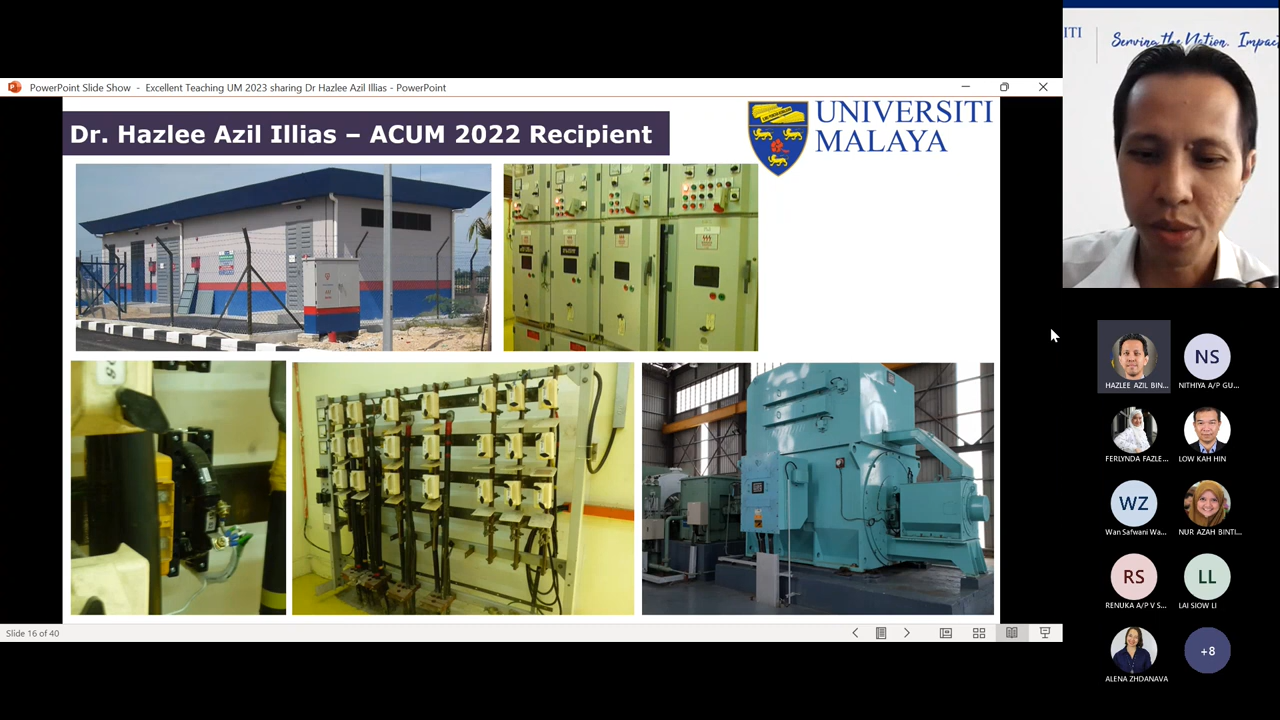 PowerPoint Slide Show - Excellent Teaching UM 2023 sharing Dr Hazlee Azil Illias - PowerPoint
Dr. Hazlee Azil Illias – ACUM 2022 Recipient
UNIVERSITI
MALAYA
Slide 16 of 40
ITI
Serving the Nation. Impac
HAZLEE AZIL BIN...
NS
NITHIYA A/P GU...
FERLYNDA FAZLE...
LOW KAH HIN
WZ
Wan Safwani Wa...
NUR AZAH BINTI...
RS
RENUKA A/P V S...
LL
LAI SIOW LI
ALENA ZHDANAVA
+8